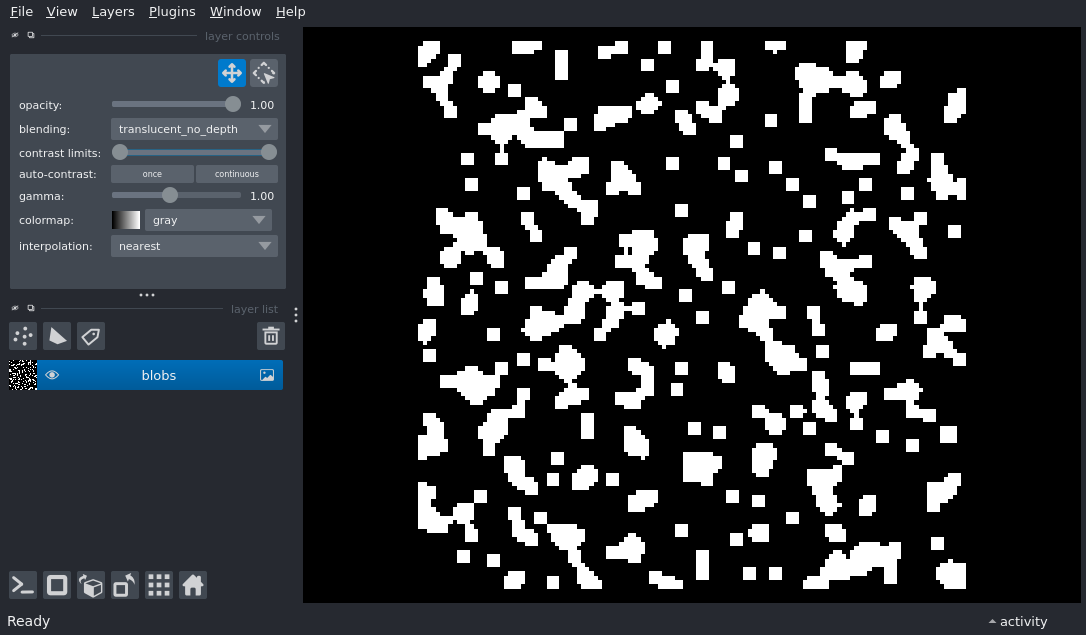 File View Layers Plugins Window Help
layer controls
opacity: 1.00
blending: translucent_no_depth
contrast limits:
auto-contrast: once continuous
gamma: 1.00
colormap: gray
interpolation: nearest
layer list
blobs
Ready
activity